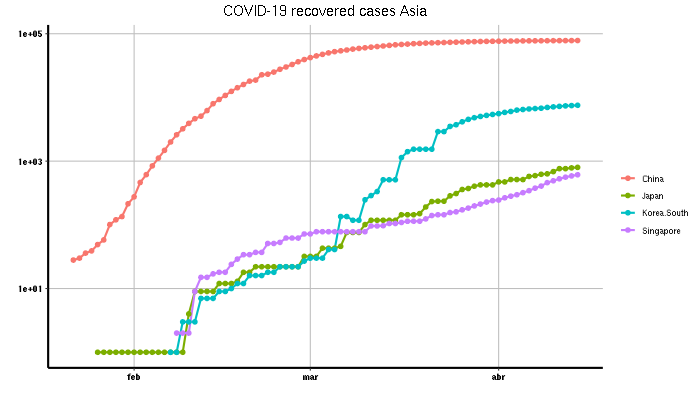 COVID-19 recovered cases Asia
1e+05
1e+03
1e+01
feb mar abr
China
Japan
Korea.South
Singapore